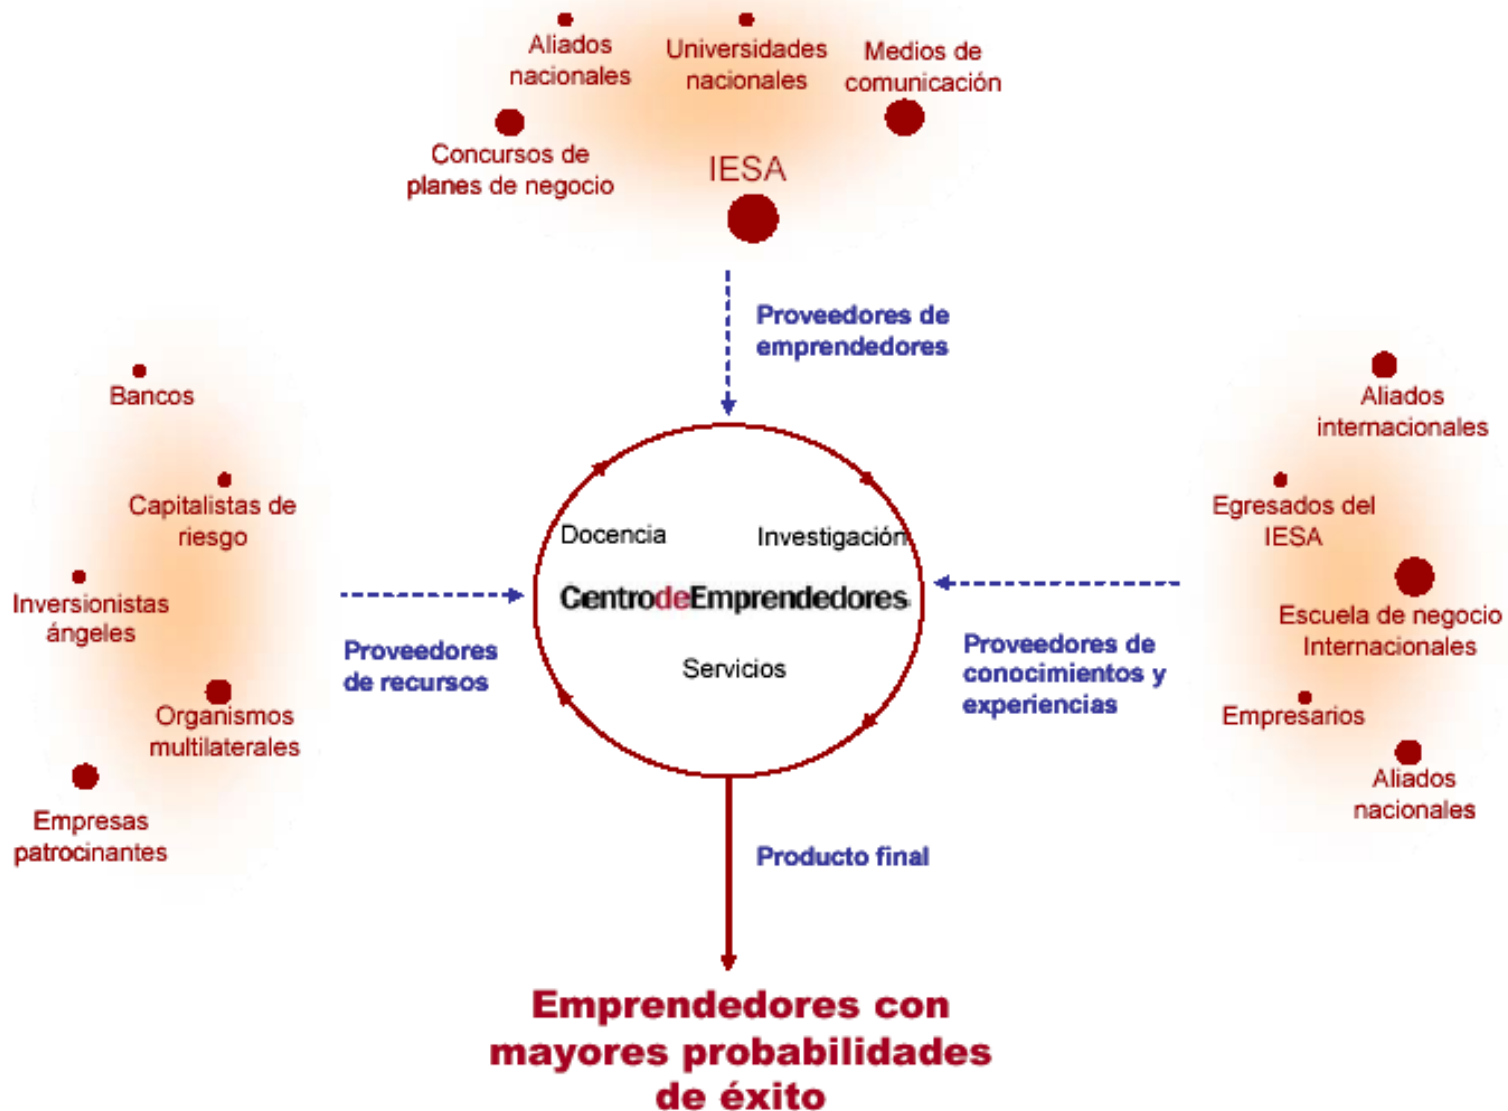 Aliados
nacionales
Universidades
nacionales
Medios de
comunicación
Concursos de
planes de negocio
IESA
Proveedores de
emprendedores
Bancos
Capitalistas de
riesgo
Inversionistas
ángeles
Organismos
multilaterales
Empresas
patrocinantes
Proveedores
de recursos
Docencia
Investigación
CentrodeEmprendedores
Servicios
Proveedores de
conocimientos y
experiencias
Aliados
internacionales
Egresados del
IESA
Escuela de negocio
Internacionales
Empresarios
Aliados
nacionales
Producto final
Emprendedores con
mayores probabilidades
de éxito